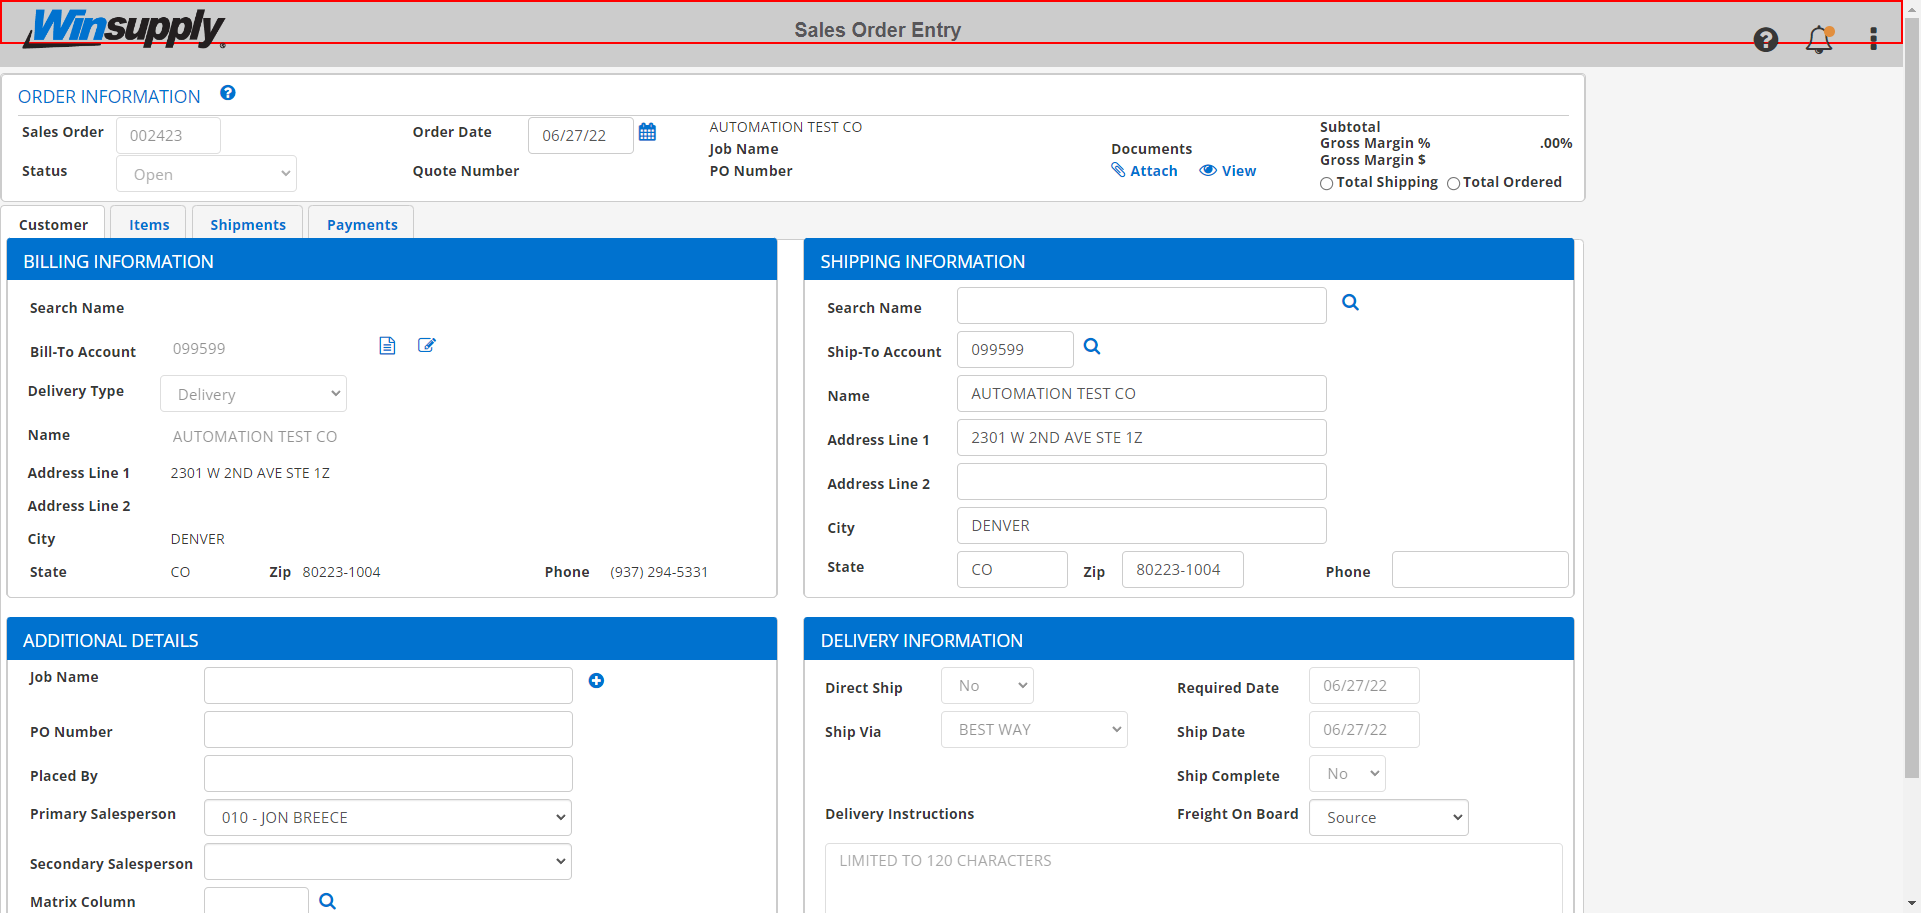 Winsupply
Sales Order Entry
ORDER INFORMATION
Sales Order 002423
Order Date 06/27/22
AUTOMATION TEST CO
Job Name
Documents
Subtotal
Gross Margin % .00%
Gross Margin $
Status Open
Quote Number
PO Number
Attach View
Total Shipping Total Ordered
Customer Items Shipments Payments
BILLING INFORMATION
Search Name
Bill-To Account 099599
Delivery Type Delivery
Name AUTOMATION TEST CO
Address Line 1 2301 W 2ND AVE STE 1Z
Address Line 2
City DENVER
State CO Zip 80223-1004 Phone (937) 294-5331
SHIPPING INFORMATION
Search Name
Ship-To Account 099599
Name AUTOMATION TEST CO
Address Line 1 2301 W 2ND AVE STE 1Z
Address Line 2
City DENVER
State CO Zip 80223-1004 Phone
ADDITIONAL DETAILS
Job Name
PO Number
Placed By
Primary Salesperson 010 - JON BREECE
Secondary Salesperson
Matrix Column
DELIVERY INFORMATION
Direct Ship No Required Date 06/27/22
Ship Via BEST WAY Ship Date 06/27/22
Ship Complete No
Delivery Instructions Freight On Board Source
LIMITED TO 120 CHARACTERS